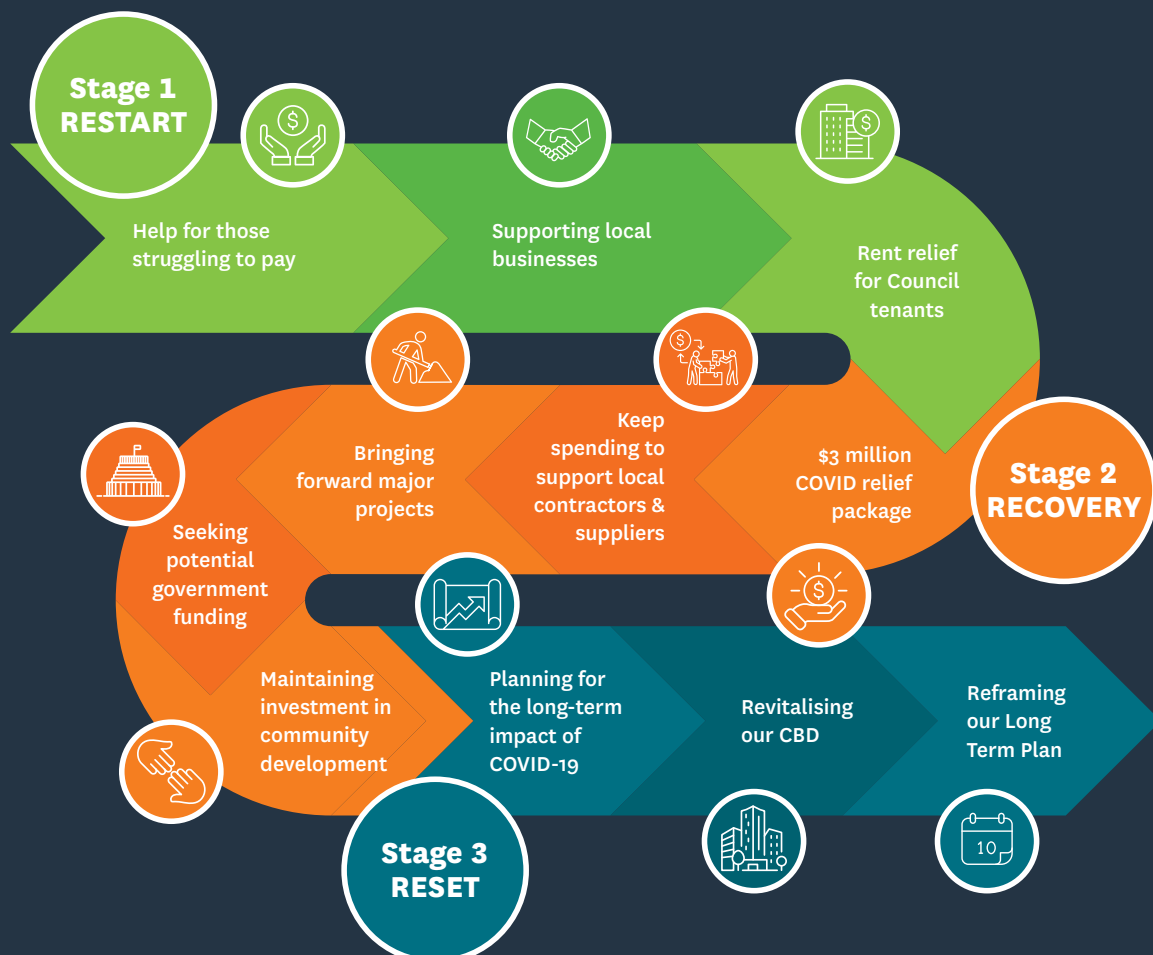 Stage 1
RESTART
Help for those
struggling to pay
Supporting local
businesses
Rent relief
for Council
tenants
Stage 2
RECOVERY
$3 million
COVID relief
package
Keep
spending to
support local
contractors &
suppliers
Bringing
forward major
projects
Seeking
potential
government
funding
Maintaining
investment in
community
development
Stage 3
RESET
Planning for
the long-term
impact of
COVID-19
Revitalising
our CBD
Reframing
our Long
Term Plan
10